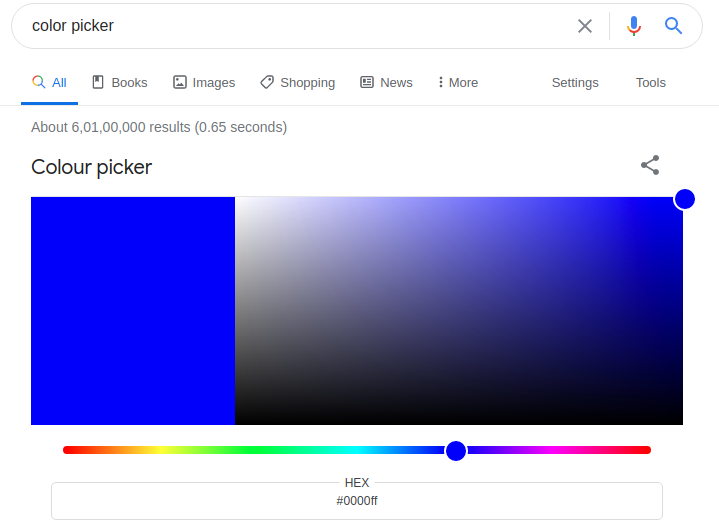 color picker
All Books Images Shopping News More Settings Tools
About 6,01,00,000 results (0.65 seconds)
Colour picker
HEX
#0000ff